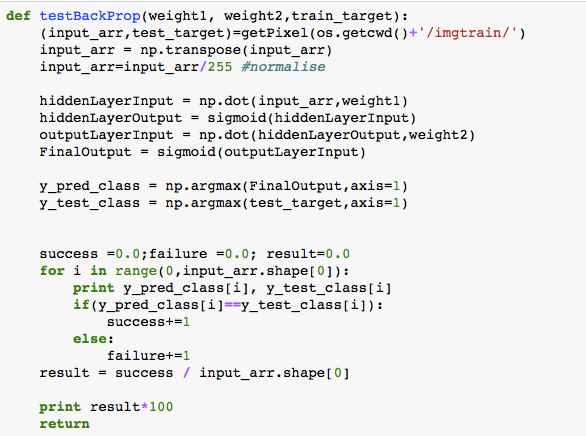 def testBackProp(weight1, weight2,train_target):
    (input_arr,test_target)=getPixel(os.getcwd()+'/imgtrain/')
    input_arr = np.transpose(input_arr)
    input_arr=input_arr/255 #normalise

    hiddenLayerInput = np.dot(input_arr,weight1)
    hiddenLayerOutput = sigmoid(hiddenLayerInput)
    outputLayerInput = np.dot(hiddenLayerOutput,weight2)
    FinalOutput = sigmoid(outputLayerInput)

    y_pred_class = np.argmax(FinalOutput,axis=1)
    y_test_class = np.argmax(test_target,axis=1)


    success =0.0;failure =0.0; result=0.0
    for i in range(0,input_arr.shape[0]):
        print y_pred_class[i], y_test_class[i]
        if(y_pred_class[i]==y_test_class[i]):
            success+=1
        else:
            failure+=1
    result = success / input_arr.shape[0]

    print result*100
    return